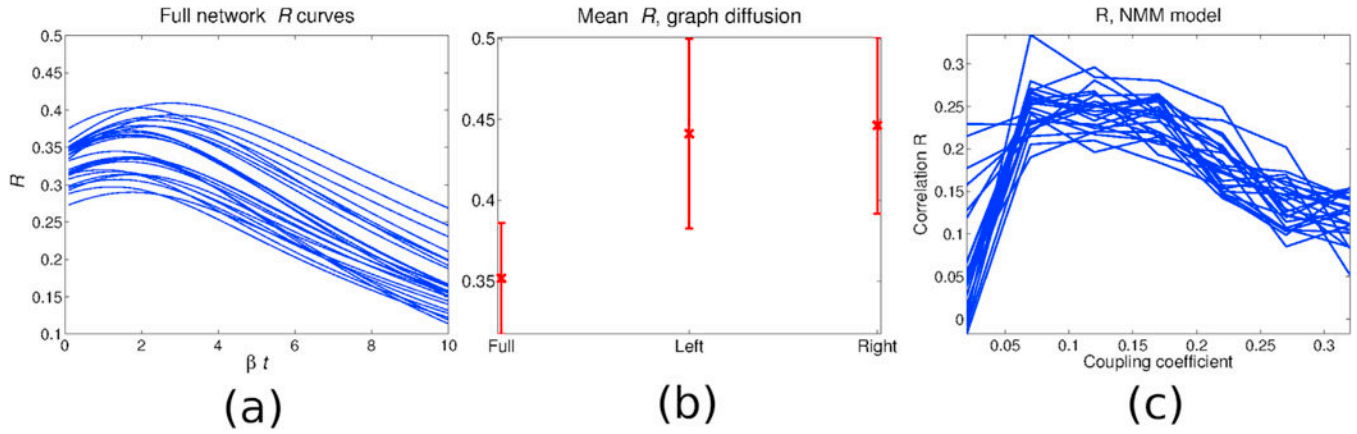 Full network R curves
0.5
0.45
0.4
0.35
0.3
0.25
0.2
0.15
0.1
R
0
2
4
6
8
10
β t
(a)
Mean R, graph diffusion
0.5
0.45
0.4
0.35
Full
Left
Right
(b)
R, NMM model
0.3
0.25
0.2
0.15
0.1
0.05
0
Correlation R
0.05
0.1
0.15
0.2
0.25
0.3
Coupling coefficient
(c)